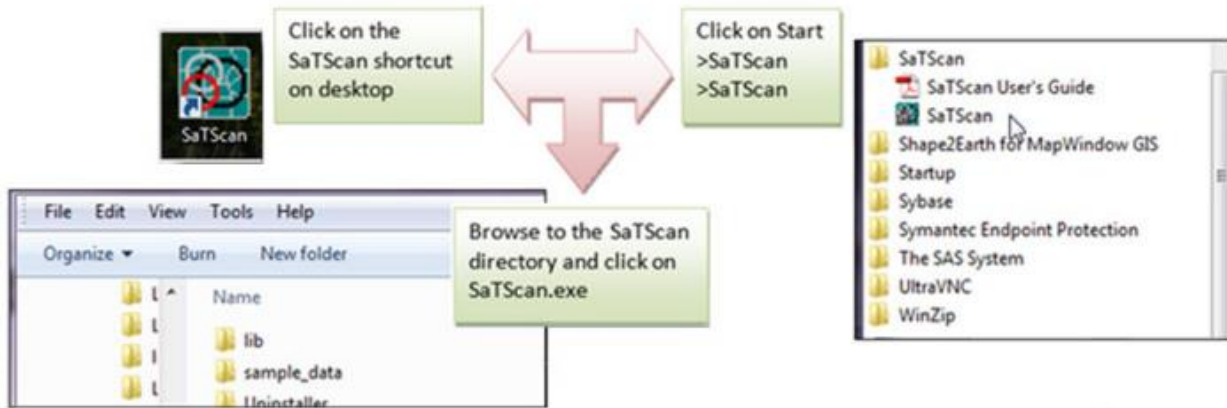 SaTScan
Click on the
SaTScan shortcut
on desktop
Click on Start
>SaTScan
>SaTScan
SaTScan
SaTScan User's Guide
SaTScan
Shape2Earth for MapWindow GIS
Startup
Sybase
Symantec Endpoint Protection
The SAS System
UltraVNC
WinZip
File Edit View Tools Help
Organize Burn New folder
Name
lib
sample_data
Uninstaller
Browse to the SaTScan
directory and click on
SaTScan.exe